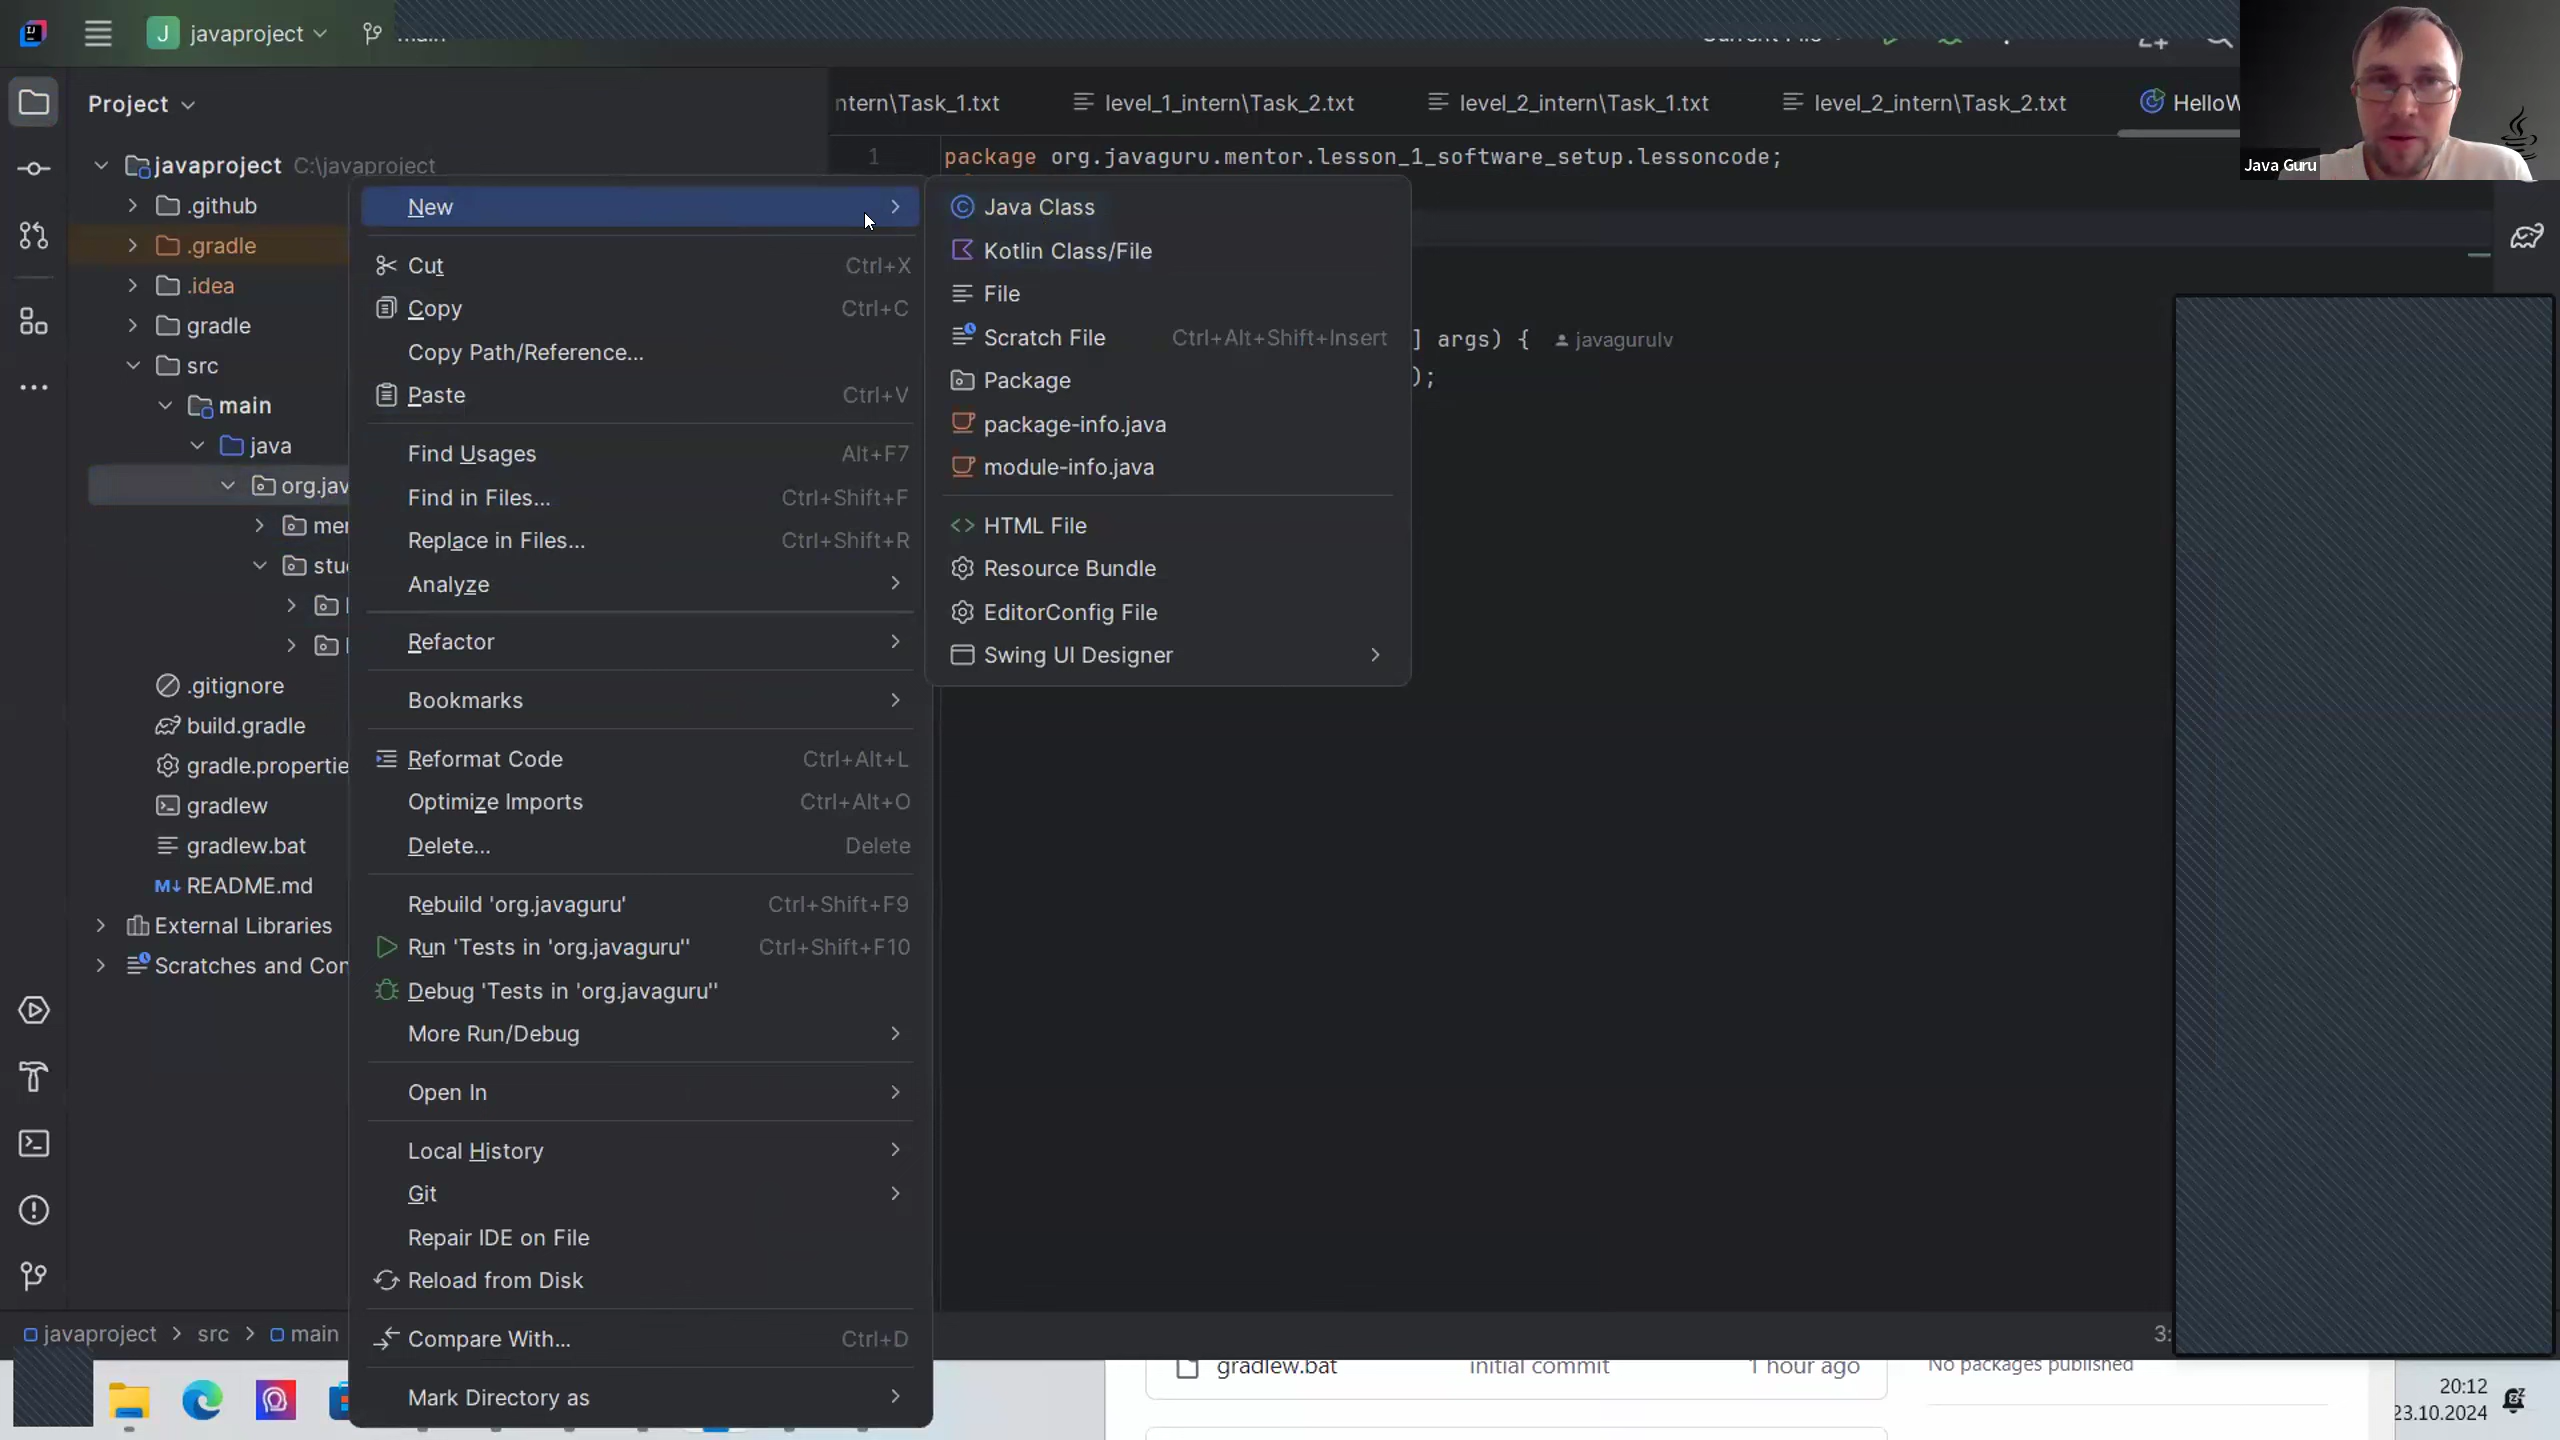 javaproject
Project
ntern\Task_1.txt
level_1_intern\Task_2.txt
level_2_intern\Task_1.txt
level_2_intern\Task_2.txt
HelloW
Java Guru
1
package org.javaguru.mentor.lesson_1_software_setup.lessoncode;
javaproject C:\javaproject
.github
.gradle
.idea
gradle
src
main
java
org.jav
mer
stu
.gitignore
build.gradle
gradle.propertie
gradlew
gradlew.bat
M↓ README.md
External Libraries
Scratches and Con
New
Cut Ctrl+X
Copy Ctrl+C
Copy Path/Reference...
Paste Ctrl+V
Find Usages Alt+F7
Find in Files... Ctrl+Shift+F
Replace in Files... Ctrl+Shift+R
Analyze
Refactor
Bookmarks
Reformat Code Ctrl+Alt+L
Optimize Imports Ctrl+Alt+O
Delete... Delete
Rebuild 'org.javaguru' Ctrl+Shift+F9
Run 'Tests in 'org.javaguru'' Ctrl+Shift+F10
Debug 'Tests in 'org.javaguru''
More Run/Debug
Open In
Local History
Git
Repair IDE on File
Reload from Disk
Compare With... Ctrl+D
Mark Directory as
Java Class
Kotlin Class/File
File
Scratch File Ctrl+Alt+Shift+Insert
Package
package-info.java
module-info.java
HTML File
Resource Bundle
EditorConfig File
Swing UI Designer
] args) { javagurulv
);
javaproject > src > main
3:
gradlew.bat initial commit 1 hour ago
No packages published
20:12
23.10.2024